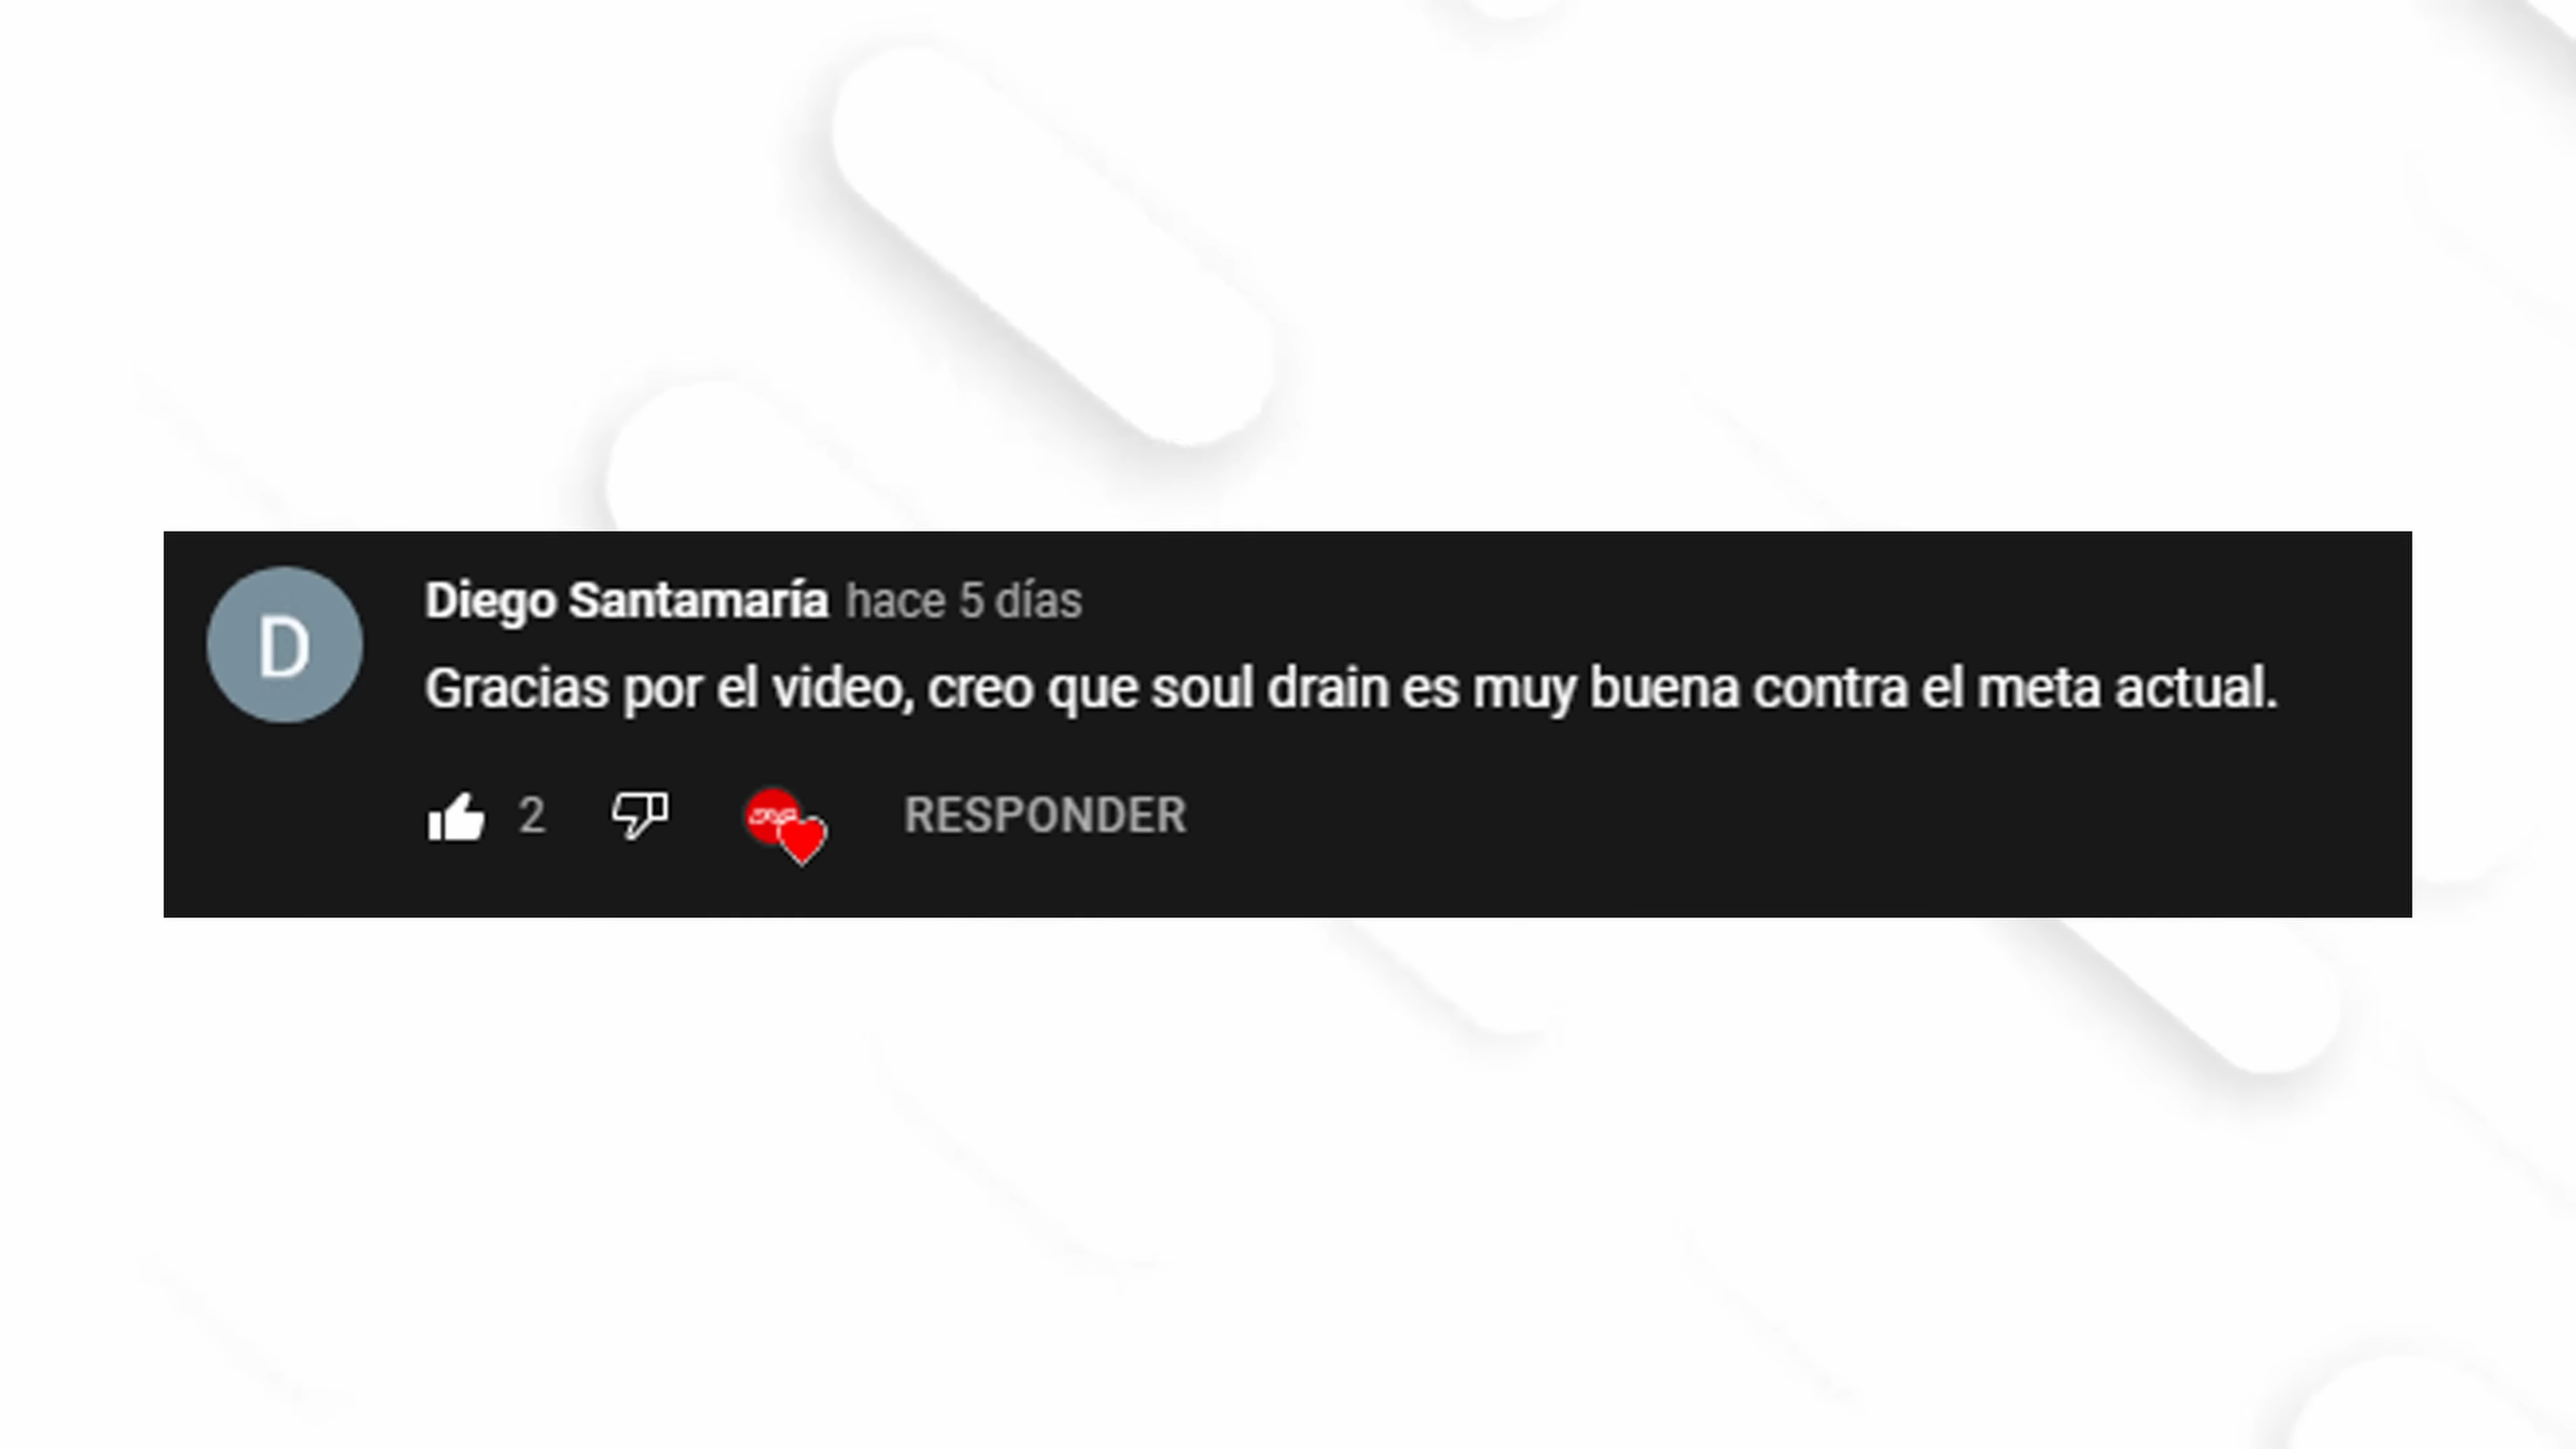 D
Diego Santamaría hace 5 días
Gracias por el video, creo que soul drain es muy buena contra el meta actual.
2 RESPONDER